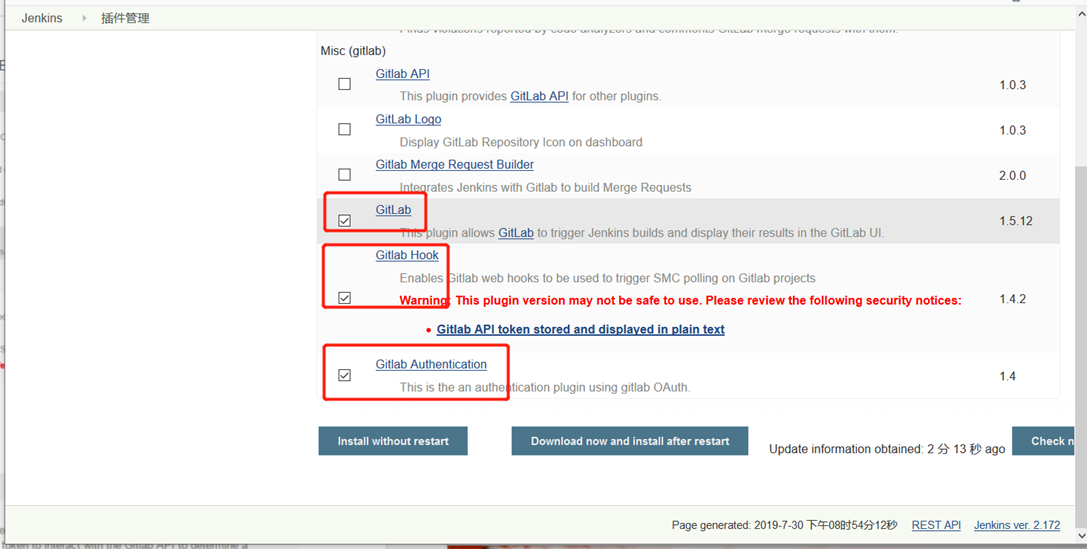 Jenkins 插件管理
Finds violations reported by code analyzers and comments GitLab merge requests with them.
Misc (gitlab)
Gitlab API
This plugin provides GitLab API for other plugins.
1.0.3
GitLab Logo
Display GitLab Repository Icon on dashboard
1.0.3
Gitlab Merge Request Builder
Integrates Jenkins with Gitlab to build Merge Requests
2.0.0
GitLab
This plugin allows GitLab to trigger Jenkins builds and display their results in the GitLab UI.
1.5.12
Gitlab Hook
Enables Gitlab web hooks to be used to trigger SMC polling on Gitlab projects
Warning: This plugin version may not be safe to use. Please review the following security notices:
1.4.2
Gitlab API token stored and displayed in plain text
Gitlab Authentication
This is the an authentication plugin using gitlab OAuth.
1.4
Install without restart
Download now and install after restart
Update information obtained: 2 分 13 秒 ago
Check n
Page generated: 2019-7-30 下午08时54分12秒 REST API Jenkins ver. 2.172
token to interact with the Gitlab API to determine a